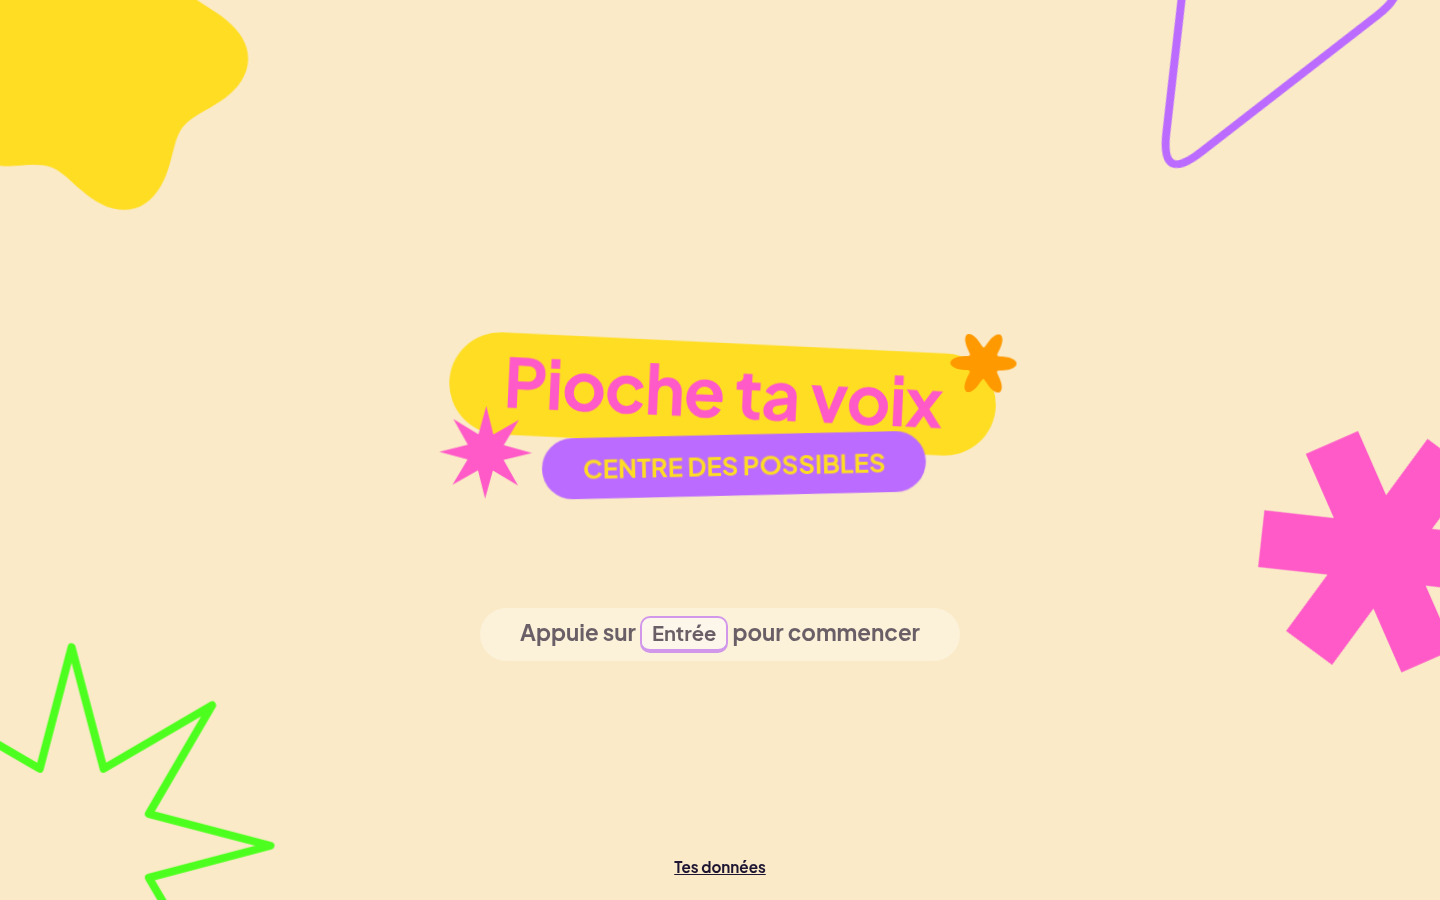 Pioche ta voix
CENTRE DES POSSIBLES
Appuie sur Entrée pour commencer
Tes données